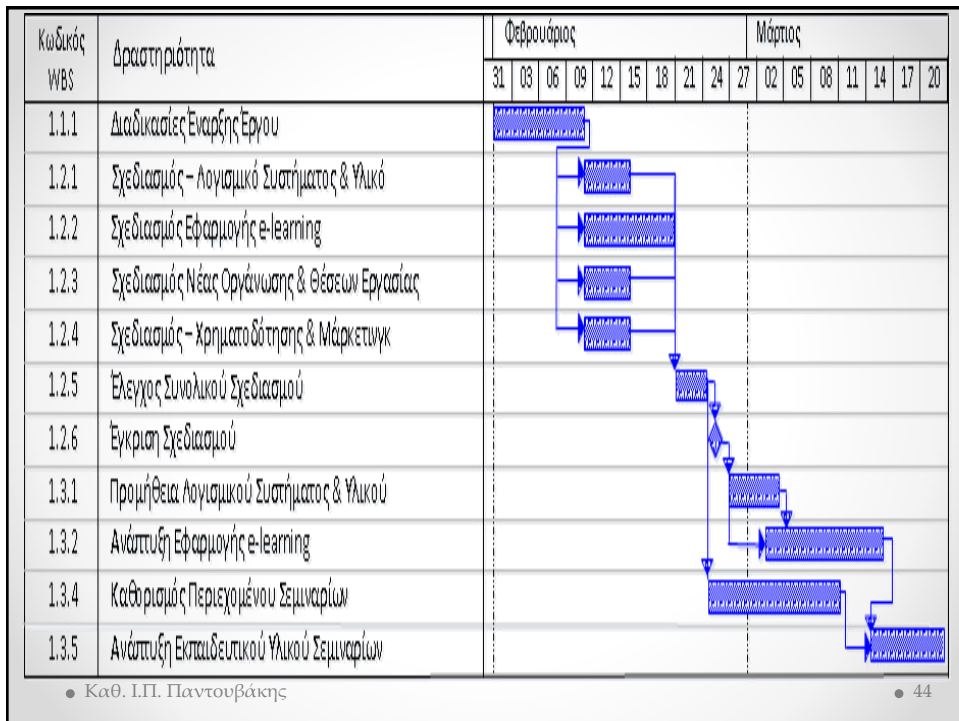 Κωδικός WBS
Δραστηριότητα
Φεβρουάριος
Μάρτιος
31 03 06 09 12 15 18 21 24 27 02 05 08 11 14 17 20
1.1.1 Διαδικασίες Έναρξης Έργου
1.2.1 Σχεδιασμός – Λογισμικό Συστήματος & Υλικό
1.2.2 Σχεδιασμός Εφαρμογής e-learning
1.2.3 Σχεδιασμός Νέας Οργάνωσης & Θέσεων Εργασίας
1.2.4 Σχεδιασμός – Χρηματοδότησης & Μάρκετινγκ
1.2.5 Έλεγχος Συνολικού Σχεδιασμού
1.2.6 Έγκριση Σχεδιασμού
1.3.1 Προμήθεια Λογισμικού Συστήματος & Υλικού
1.3.2 Ανάπτυξη Εφαρμογής e-learning
1.3.4 Καθορισμός Περιεχομένου Σεμιναρίων
1.3.5 Ανάπτυξη Εκπαιδευτικού Υλικού Σεμιναρίων
● Καθ. Ι.Π. Παντουβάκης
● 44